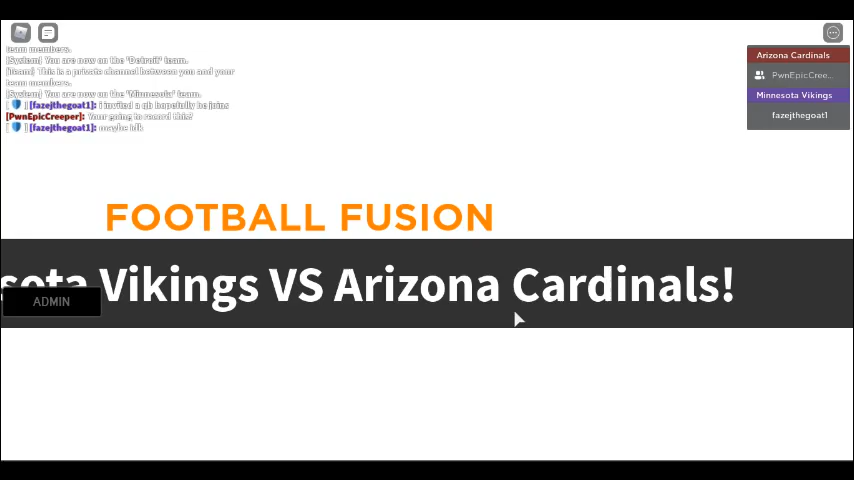 team members.
[System] You are now on the "Detroit" team.
[Team] This is a private channel between you and your
team members.
[System] You are now on the "Minnesota" team.
[ ] [fazejthegoat1]: i invited a qb hopefully he joins
[PwnEpicCreeper]: Your going to record this?
[ ] [fazejthegoat1]: maybe idk
Arizona Cardinals
PwnEpicCree...
Minnesota Vikings
fazejthegoat1
FOOTBALL FUSION
sota Vikings VS Arizona Cardinals!
ADMIN